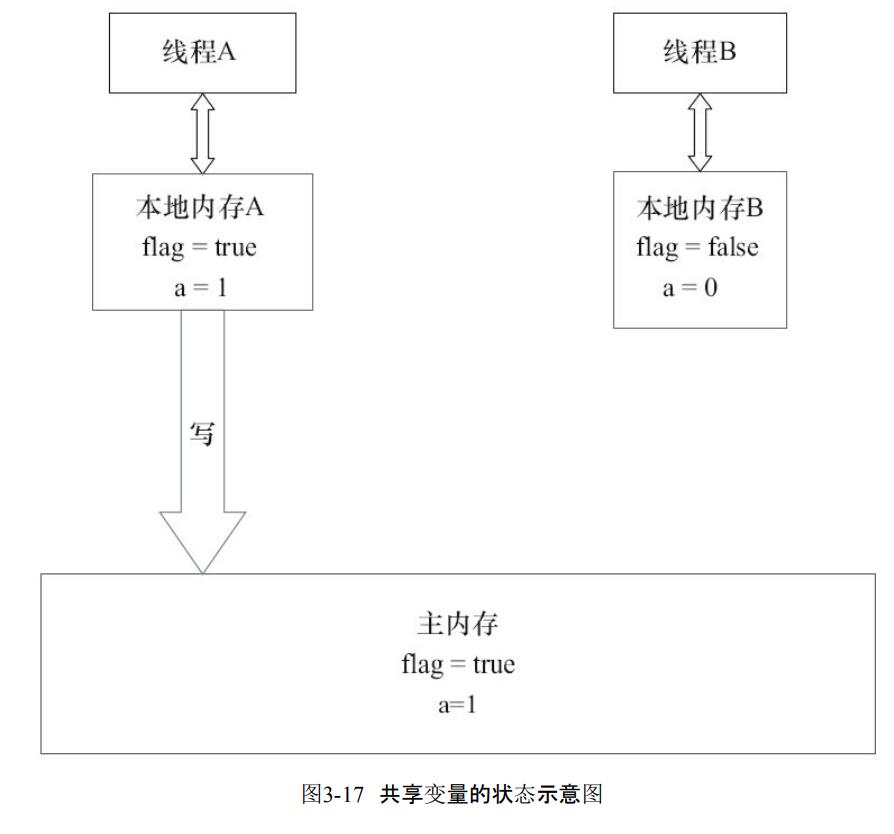 线程A
线程B
本地内存A
flag = true
a = 1
本地内存B
flag = false
a = 0
写
主内存
flag = true
a=1
图3-17 共享变量的状态示意图